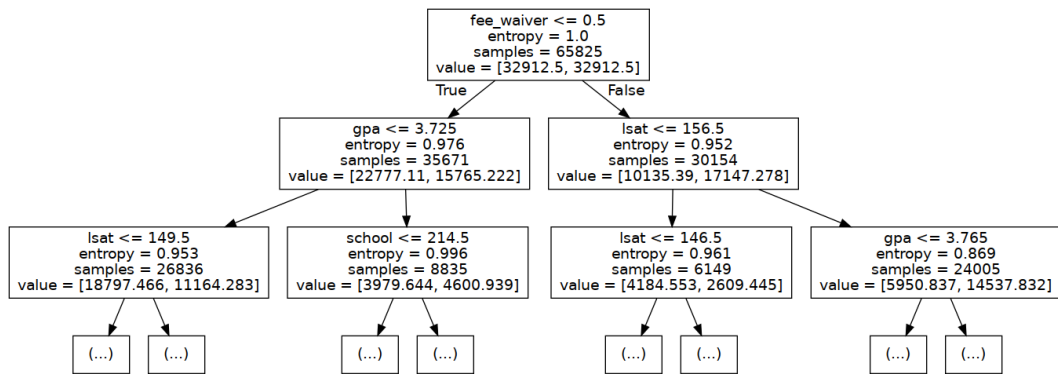 fee_waiver <= 0.5
entropy = 1.0
samples = 65825
value = [32912.5, 32912.5]
True
False
gpa <= 3.725
entropy = 0.976
samples = 35671
value = [22777.11, 15765.222]
lsat <= 156.5
entropy = 0.952
samples = 30154
value = [10135.39, 17147.278]
lsat <= 149.5
entropy = 0.953
samples = 26836
value = [18797.466, 11164.283]
school <= 214.5
entropy = 0.996
samples = 8835
value = [3979.644, 4600.939]
lsat <= 146.5
entropy = 0.961
samples = 6149
value = [4184.553, 2609.445]
gpa <= 3.765
entropy = 0.869
samples = 24005
value = [5950.837, 14537.832]
(...)
(...)
(...)
(...)
(...)
(...)
(...)
(...)